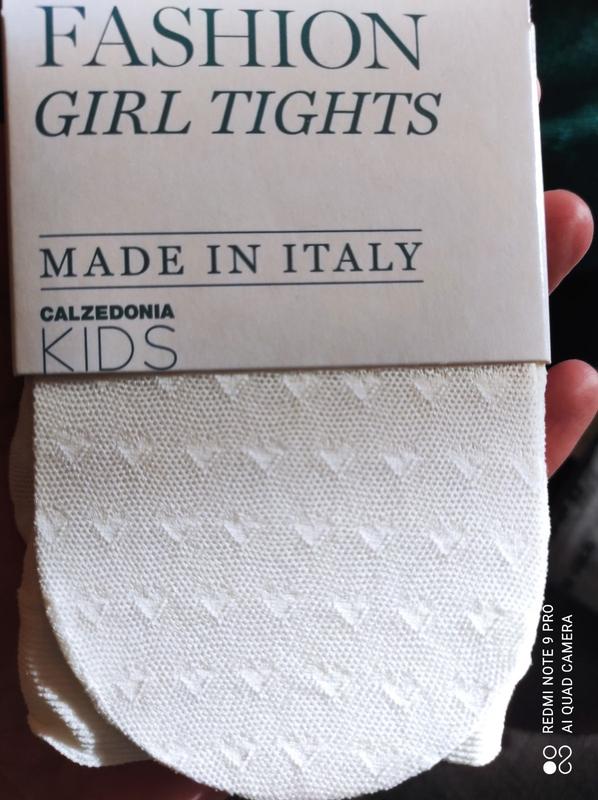 FASHION
GIRL TIGHTS
MADE IN ITALY
CALZEDONIA
KIDS
REDMI NOTE 9 PRO
AI QUAD CAMERA